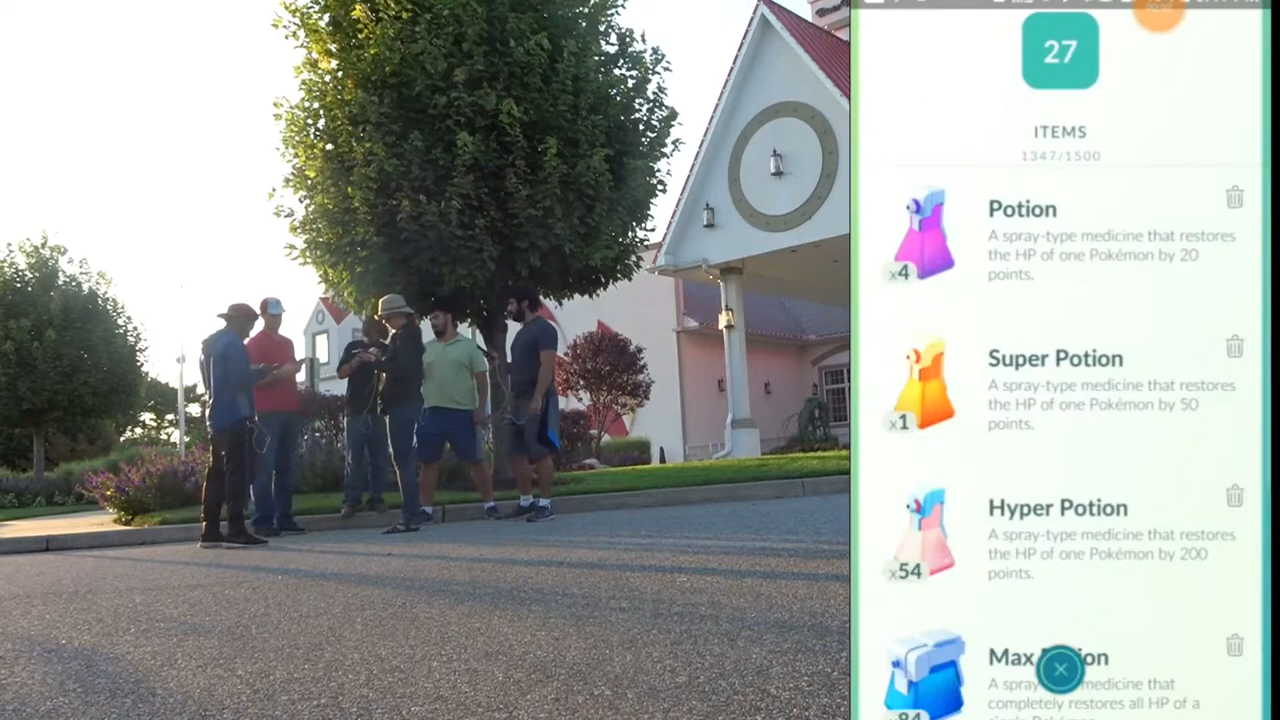 27
ITEMS
1347/1500
Potion
A spray-type medicine that restores
the HP of one Pokémon by 20
points.
x4
Super Potion
A spray-type medicine that restores
the HP of one Pokémon by 50
points.
x1
Hyper Potion
A spray-type medicine that restores
the HP of one Pokémon by 200
points.
x54
Max
A spray medicine that
completely restores all HP of a
x84